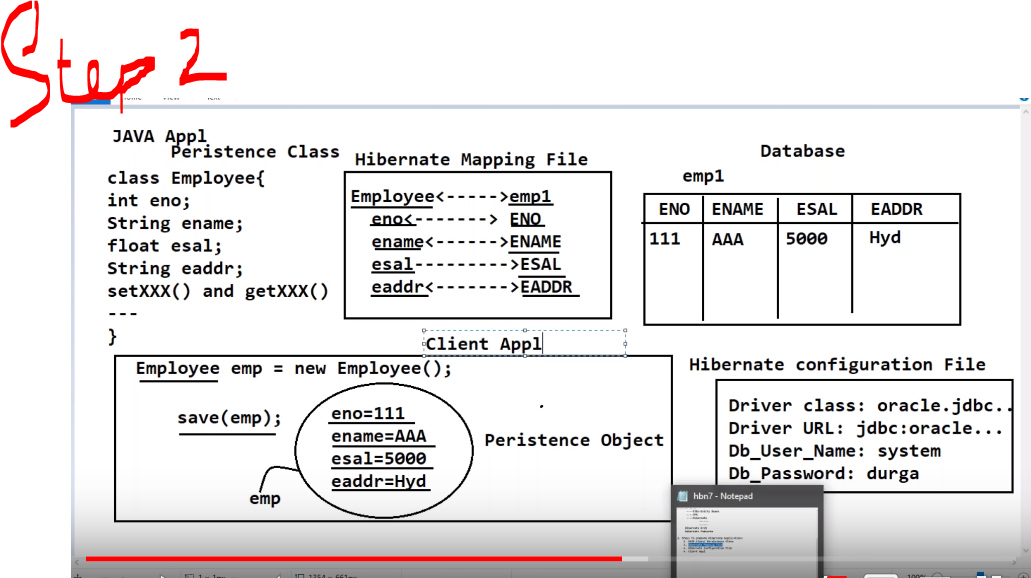 Step 2
JAVA Appl
Peristence Class
class Employee{
int eno;
String ename;
float esal;
String eaddr;
setXXX() and getXXX()
---
}
Hibernate Mapping File
Employee<------>emp1
eno<-------> ENO
ename<------>ENAME
esal--------->ESAL
eaddr<------->EADDR
Database
emp1
ENO ENAME ESAL EADDR
111 AAA 5000 Hyd
Client Appl
Employee emp = new Employee();
save(emp);
eno=111
ename=AAA
esal=5000
eaddr=Hyd
emp
Peristence Object
Hibernate configuration File
Driver class: oracle.jdbc..
Driver URL: jdbc:oracle...
Db_User_Name: system
Db_Password: durga
hbn7 - Notepad